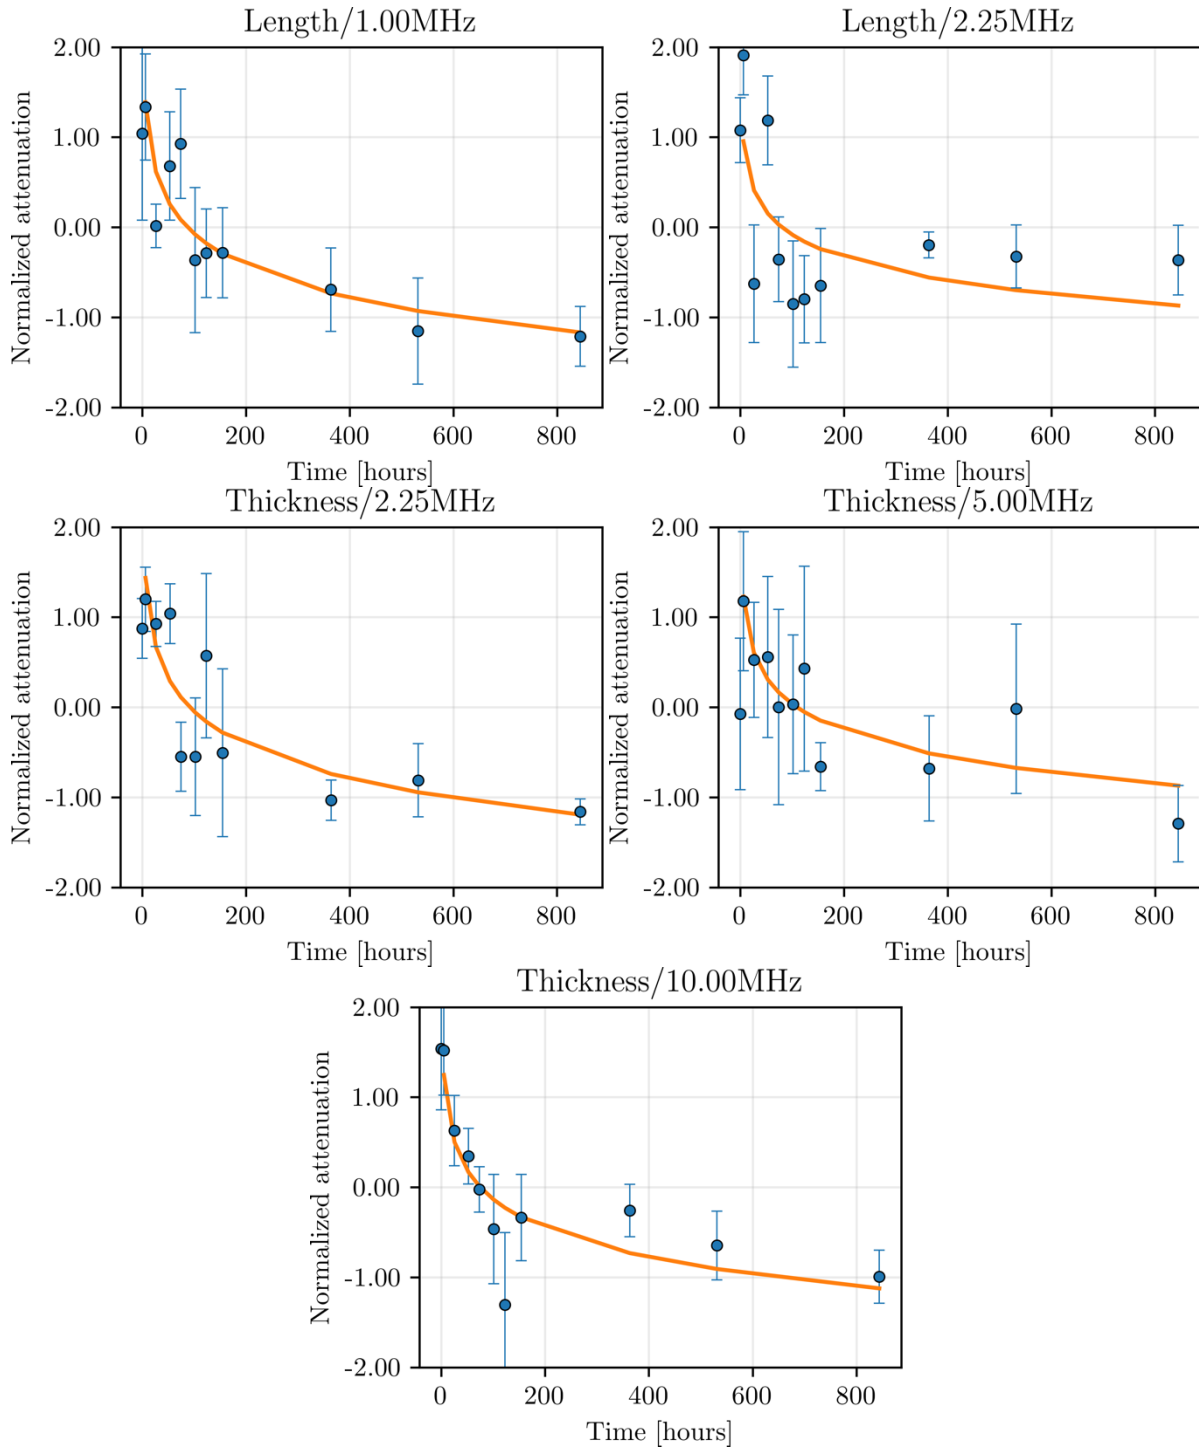 Length/1.00MHz
2.00
1.00
0.00
-1.00
-2.00
Normalized attenuation
0 200 400 600 800
Time [hours]
Length/2.25MHz
2.00
1.00
0.00
-1.00
-2.00
Normalized attenuation
0 200 400 600 800
Time [hours]
Thickness/2.25MHz
2.00
1.00
0.00
-1.00
-2.00
Normalized attenuation
0 200 400 600 800
Time [hours]
Thickness/5.00MHz
2.00
1.00
0.00
-1.00
-2.00
Normalized attenuation
0 200 400 600 800
Time [hours]
Thickness/10.00MHz
2.00
1.00
0.00
-1.00
-2.00
Normalized attenuation
0 200 400 600 800
Time [hours]